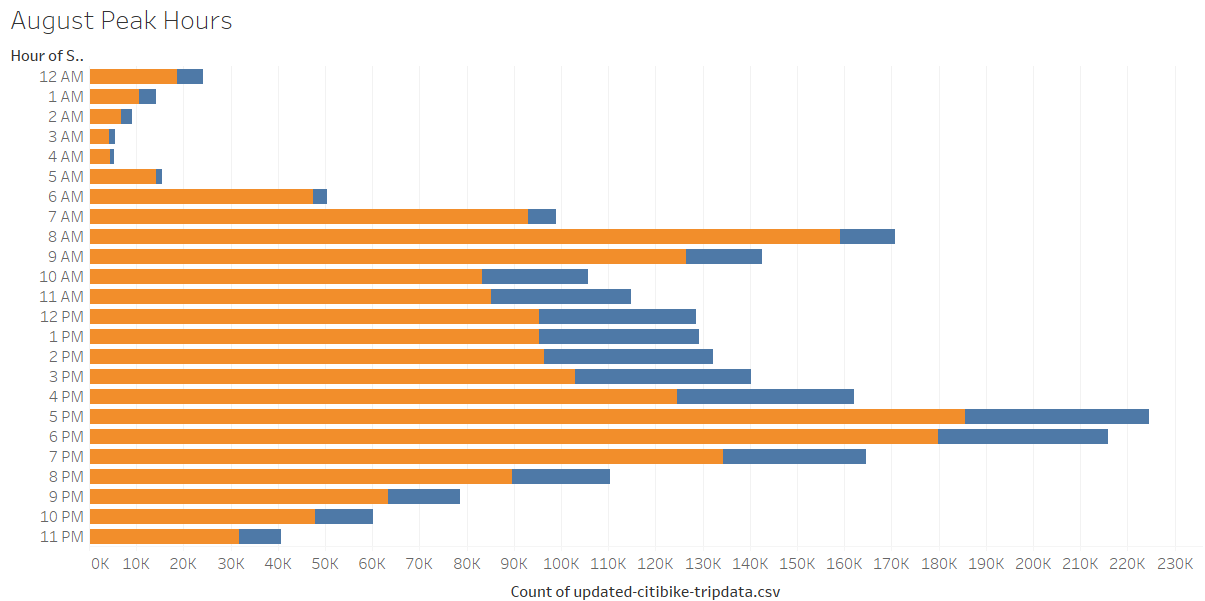 August Peak Hours
Hour of S..
12 AM
1 AM
2 AM
3 AM
4 AM
5 AM
6 AM
7 AM
8 AM
9 AM
10 AM
11 AM
12 PM
1 PM
2 PM
3 PM
4 PM
5 PM
6 PM
7 PM
8 PM
9 PM
10 PM
11 PM
0K 10K 20K 30K 40K 50K 60K 70K 80K 90K 100K 110K 120K 130K 140K 150K 160K 170K 180K 190K 200K 210K 220K 230K
Count of updated-citibike-tripdata.csv